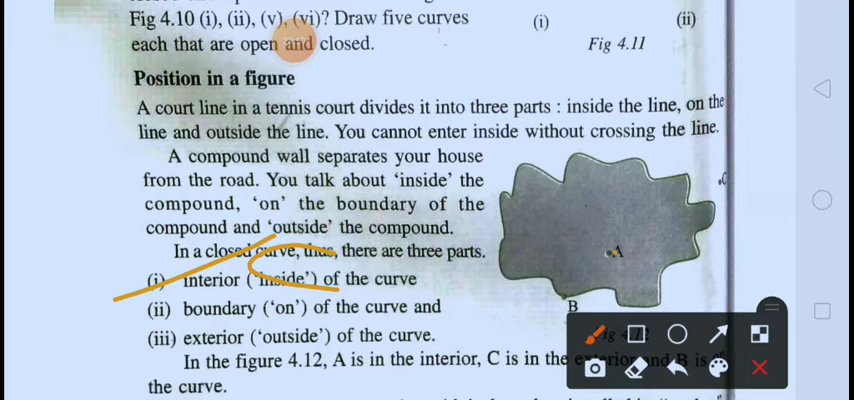 Fig 4.10 (i), (ii), (v), (vi)? Draw five curves
each that are open and closed.
(i)
(ii)
Fig 4.11
Position in a figure
A court line in a tennis court divides it into three parts : inside the line, on the
line and outside the line. You cannot enter inside without crossing the line.
A compound wall separates your house
from the road. You talk about ‘inside’ the
compound, ‘on’ the boundary of the
compound and ‘outside’ the compound.
In a closed curve, thus, there are three parts.
(i) interior (‘inside’) of the curve
(ii) boundary (‘on’) of the curve and
(iii) exterior (‘outside’) of the curve.
C
A
B
In the figure 4.12, A is in the interior, C is in the exterior and B is
the curve.